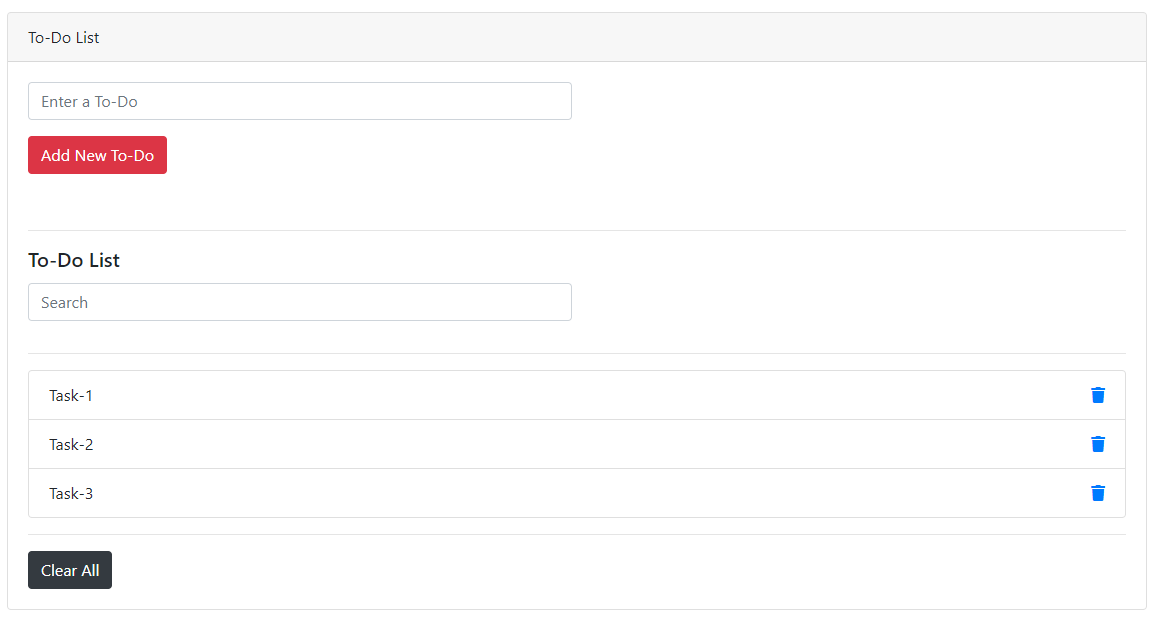 To-Do List
Enter a To-Do
Add New To-Do
To-Do List
Search
Task-1
Task-2
Task-3
Clear All